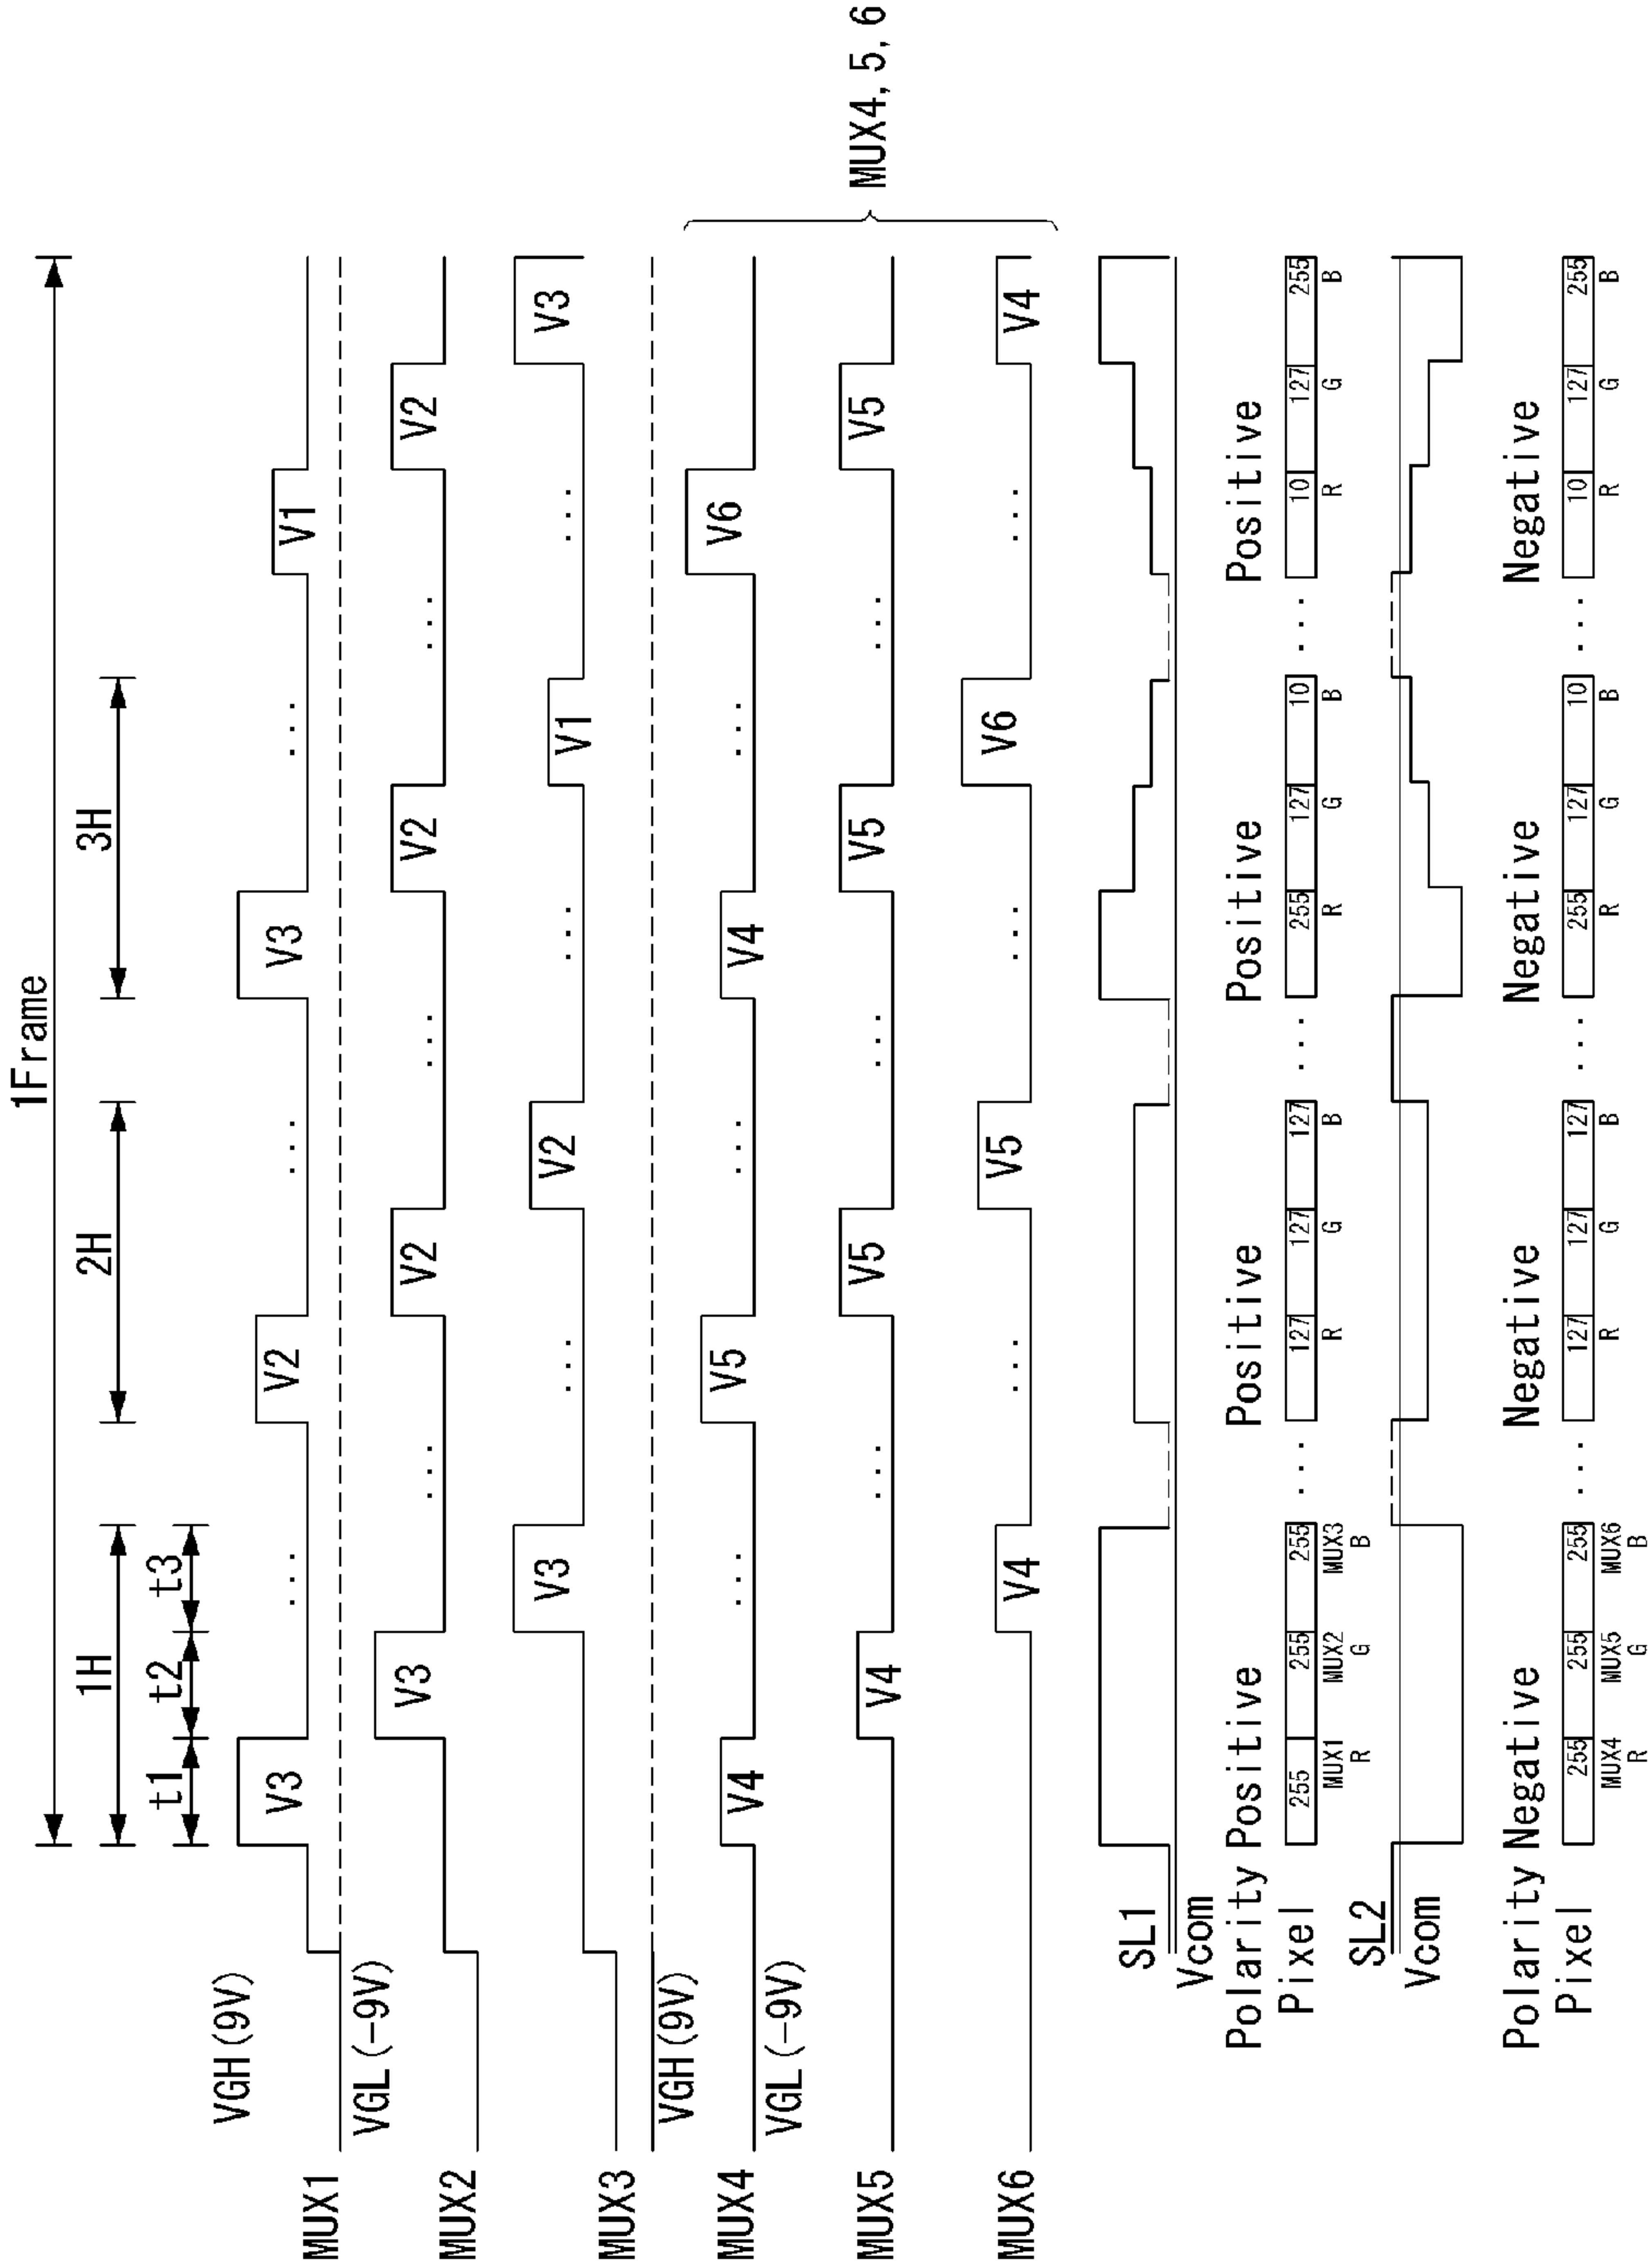 1Frame
1H 2H 3H
t1 t2 t3
VGH(9V)
MUX1 V3 ... V2 ... V3 ... V1
VGL(-9V)
MUX2 V3 ... V2 ... V2 ... V2
MUX3 V3 ... V2 ... V1 ... V3
VGH(9V)
MUX4 V4 ... V5 ... V4 ... V6
VGL(-9V)
MUX5 V4 ... V5 ... V5 ... V5
MUX6 V4 ... V5 ... V6 ... V4
MUX4, 5, 6
SL1
Vcom
Polarity Positive Positive Positive Positive
Pixel 255 255 255 ... 127 127 127 ... 255 127 10 ... 10 127 255
MUX1 MUX2 MUX3
R G B R G B R G B R G B
SL2
Vcom
Polarity Negative Negative Negative Negative
Pixel 255 255 255 ... 127 127 127 ... 255 127 10 ... 10 127 255
MUX4 MUX5 MUX6
R G B R G B R G B R G B